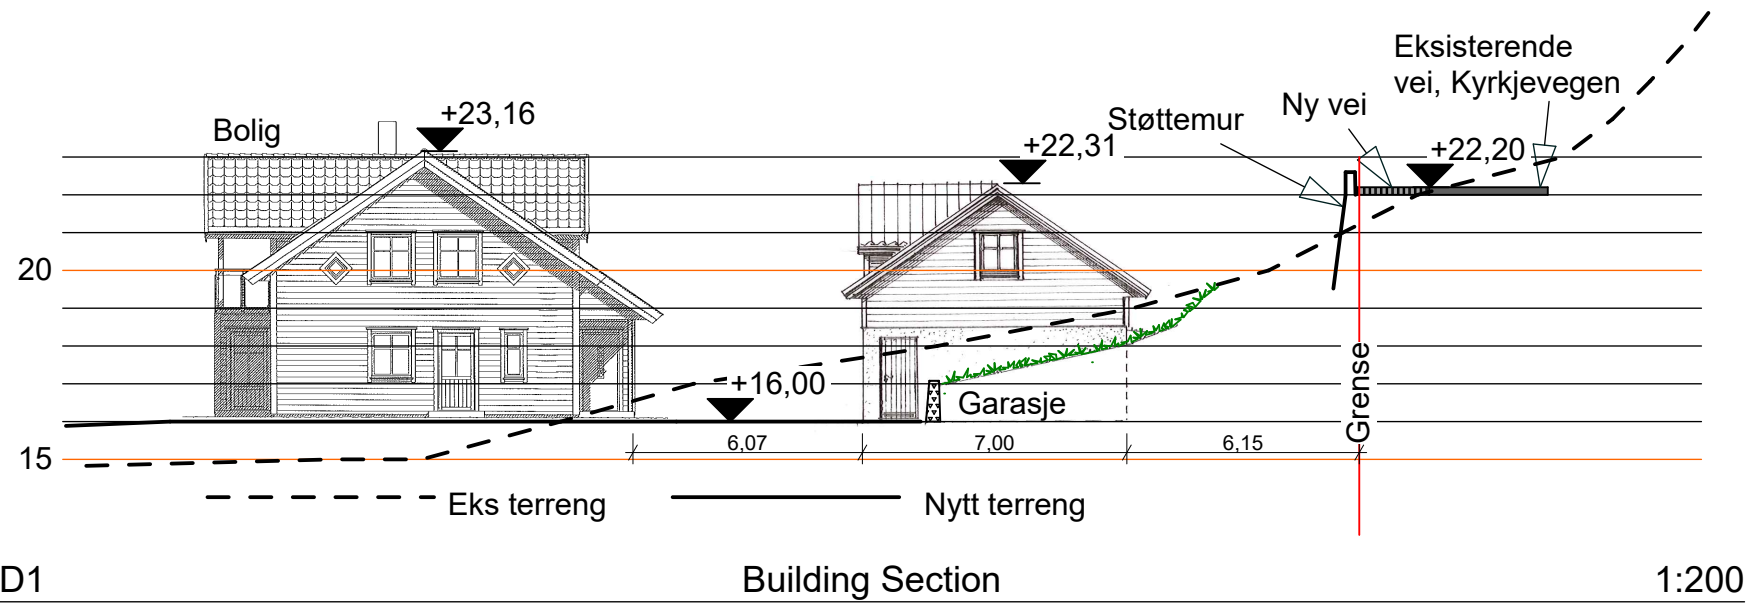 Eksisterende
vei, Kyrkjevegen
Ny vei
Støttemur
+23,16
Bolig
+22,31
+22,20
20
+16,00
Garasje
Grense
6,07
7,00
6,15
15
Eks terreng
Nytt terreng
D1
Building Section
1:200